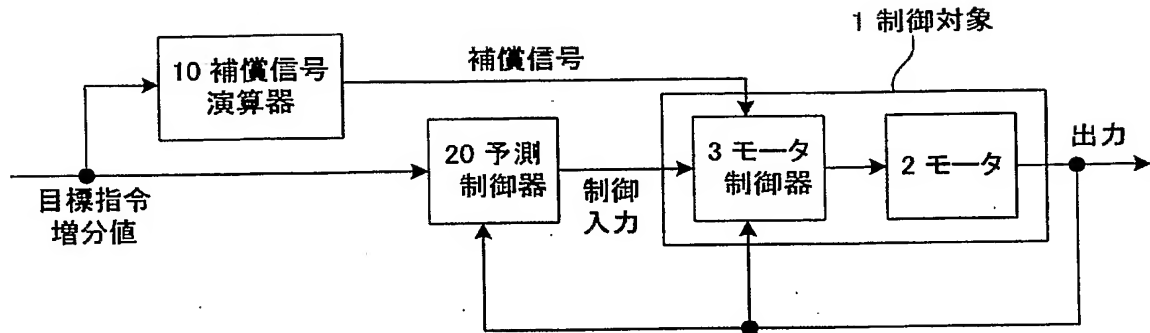 1 制御対象
10 補償信号
演算器
補償信号
20 予測
制御器
3 モータ
制御器
2 モータ
出力
目標指令
増分値
制御
入力